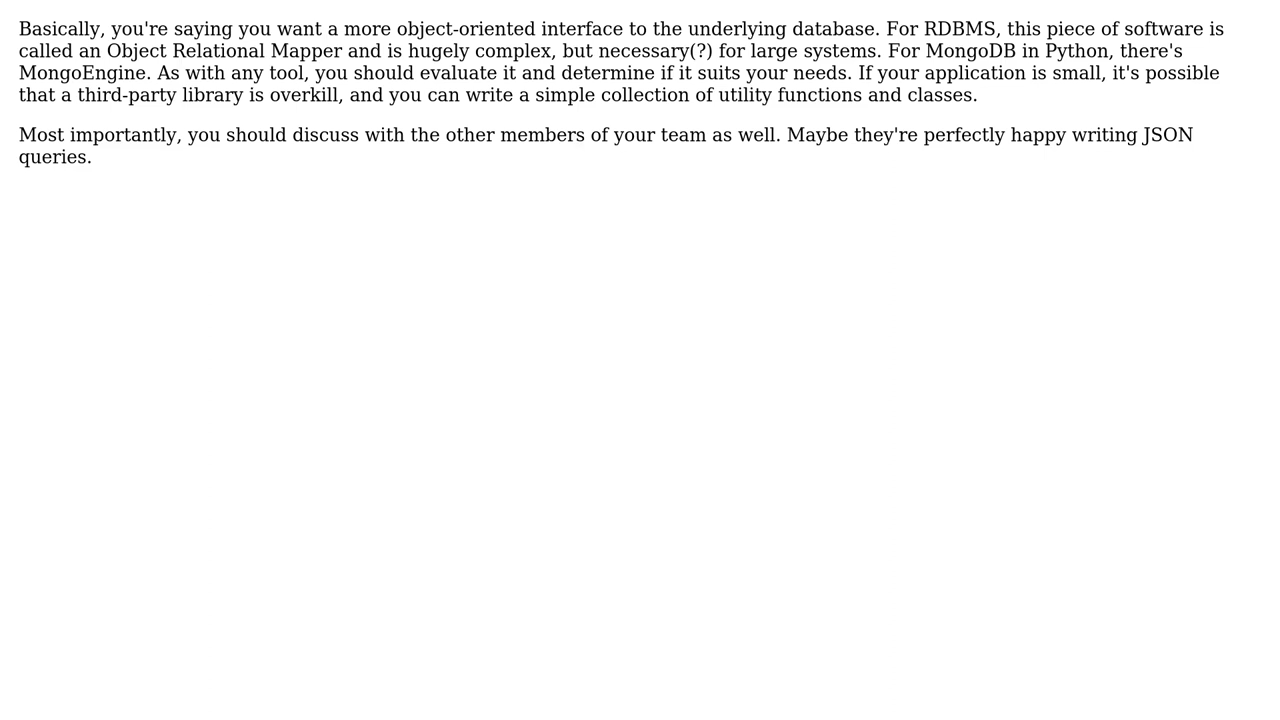 Basically, you're saying you want a more object-oriented interface to the underlying database. For RDBMS, this piece of software is
called an Object Relational Mapper and is hugely complex, but necessary(?) for large systems. For MongoDB in Python, there's
MongoEngine. As with any tool, you should evaluate it and determine if it suits your needs. If your application is small, it's possible
that a third-party library is overkill, and you can write a simple collection of utility functions and classes.
Most importantly, you should discuss with the other members of your team as well. Maybe they're perfectly happy writing JSON
queries.